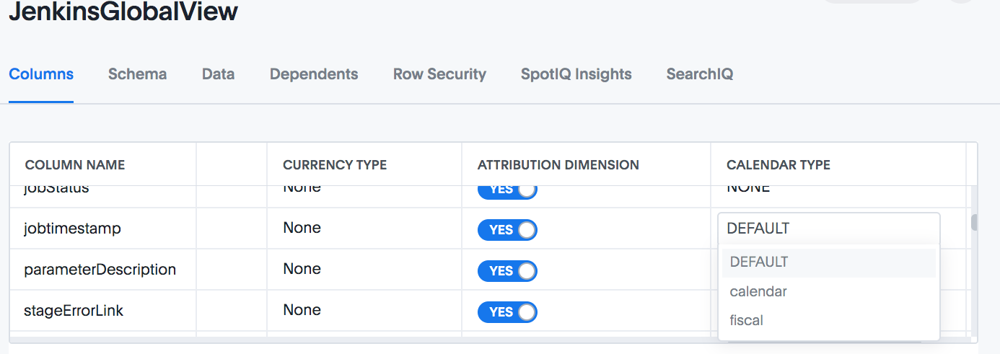 JenkinsGlobalView
Columns Schema Data Dependents Row Security SpotIQ Insights SearchIQ
COLUMN NAME CURRENCY TYPE ATTRIBUTION DIMENSION CALENDAR TYPE
jobStatus None YES NONE
jobtimestamp None YES DEFAULT
DEFAULT
parameterDescription None YES
calendar
stageErrorLink None YES
fiscal